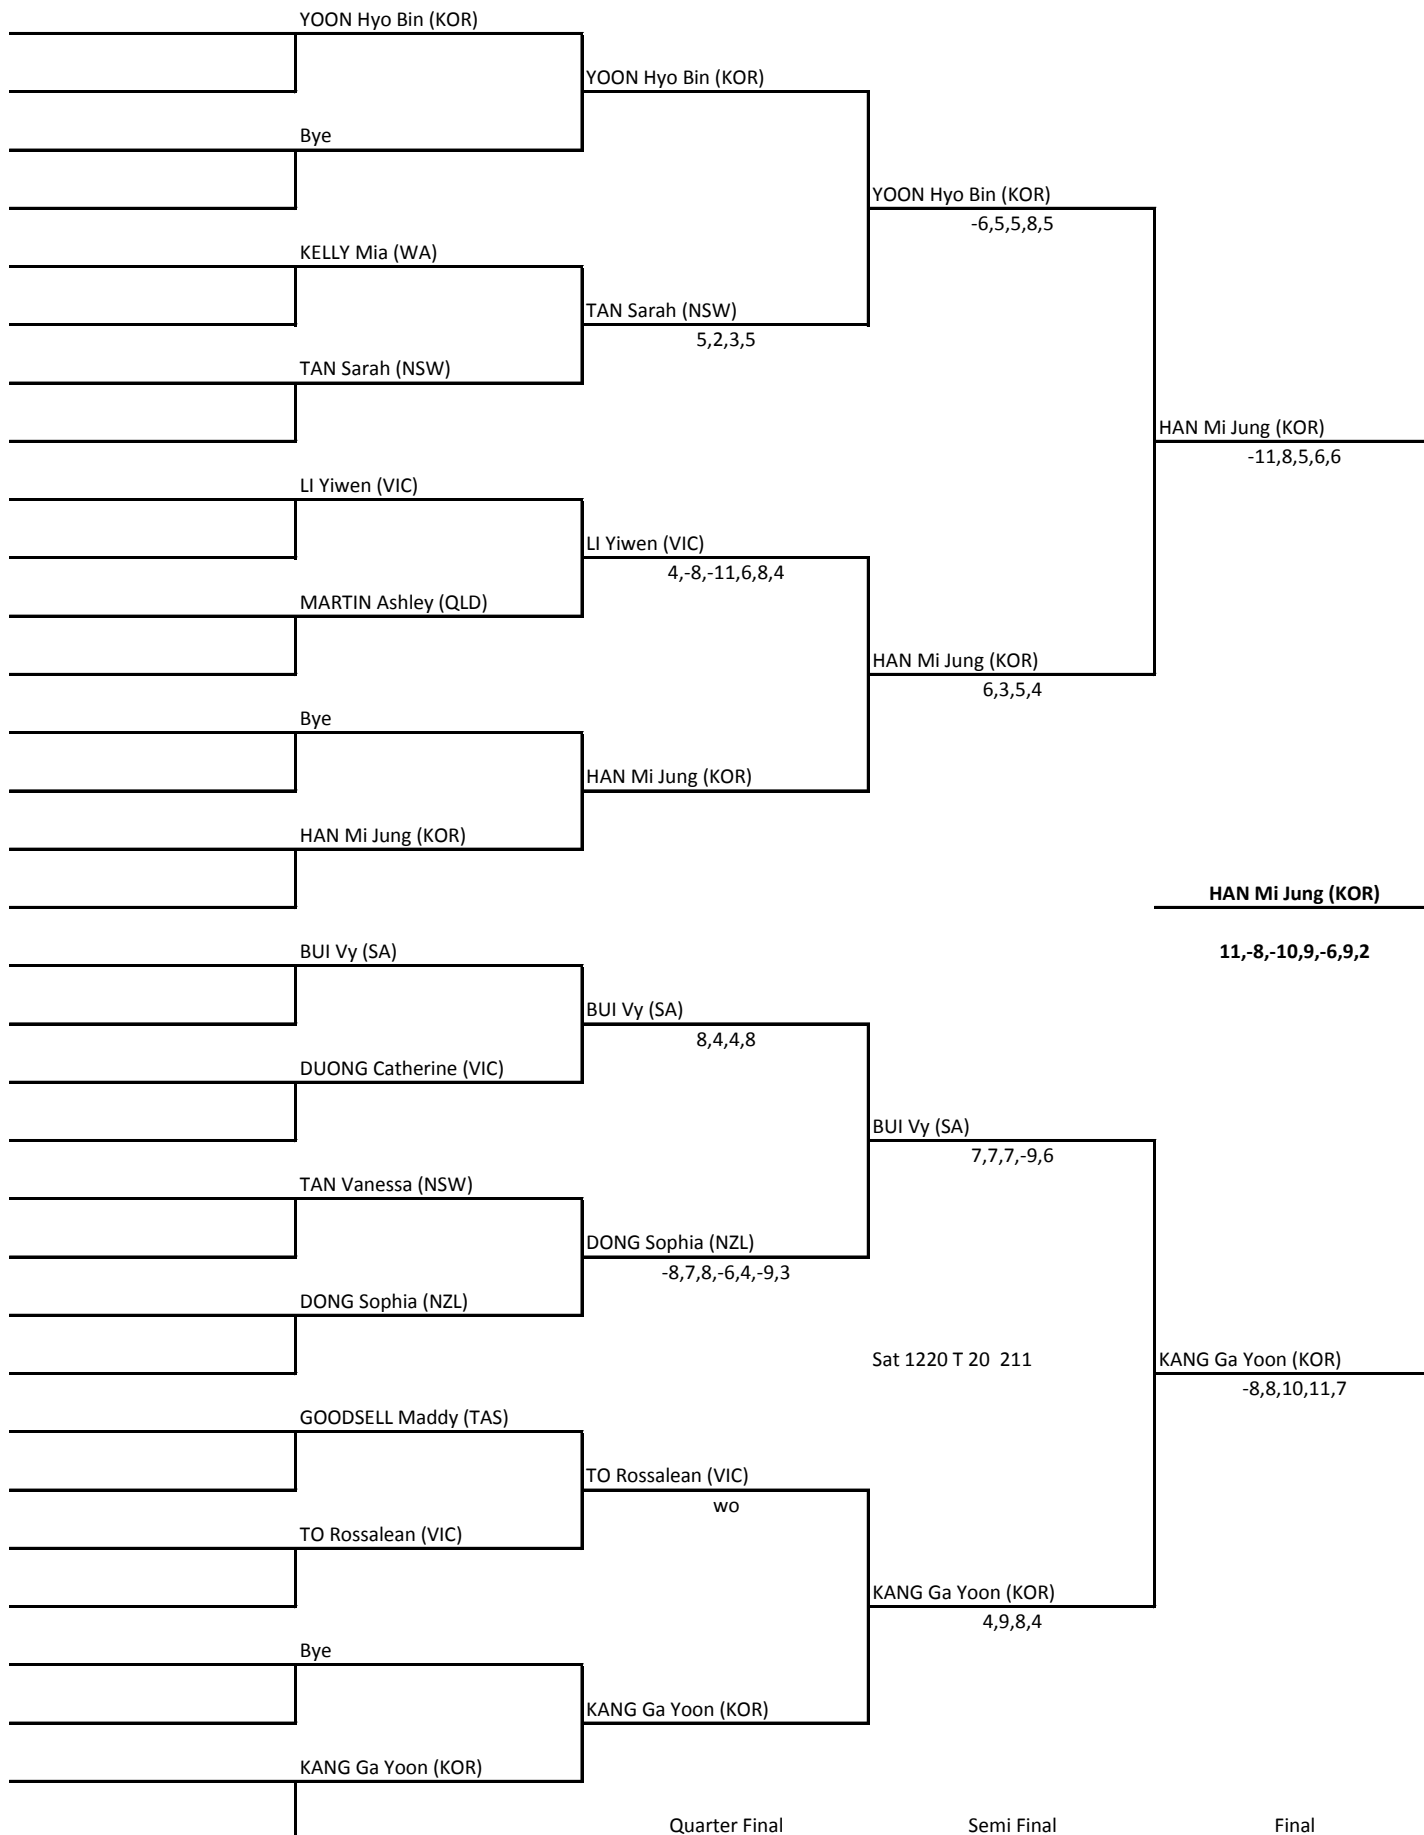 YOON Hyo Bin (KOR)
YOON Hyo Bin (KOR)
Bye
YOON Hyo Bin (KOR)
-6,5,5,8,5
KELLY Mia (WA)
TAN Sarah (NSW)
5,2,3,5
TAN Sarah (NSW)
HAN Mi Jung (KOR)
-11,8,5,6,6
LI Yiwen (VIC)
LI Yiwen (VIC)
4,-8,-11,6,8,4
MARTIN Ashley (QLD)
HAN Mi Jung (KOR)
6,3,5,4
Bye
HAN Mi Jung (KOR)
HAN Mi Jung (KOR)
HAN Mi Jung (KOR)
BUI Vy (SA)
11,-8,-10,9,-6,9,2
BUI Vy (SA)
8,4,4,8
DUONG Catherine (VIC)
BUI Vy (SA)
7,7,7,-9,6
TAN Vanessa (NSW)
DONG Sophia (NZL)
-8,7,8,-6,4,-9,3
DONG Sophia (NZL)
Sat 1220 T 20 211
KANG Ga Yoon (KOR)
-8,8,10,11,7
GOODSELL Maddy (TAS)
TO Rossalean (VIC)
wo
TO Rossalean (VIC)
KANG Ga Yoon (KOR)
4,9,8,4
Bye
KANG Ga Yoon (KOR)
KANG Ga Yoon (KOR)
Quarter Final Semi Final Final